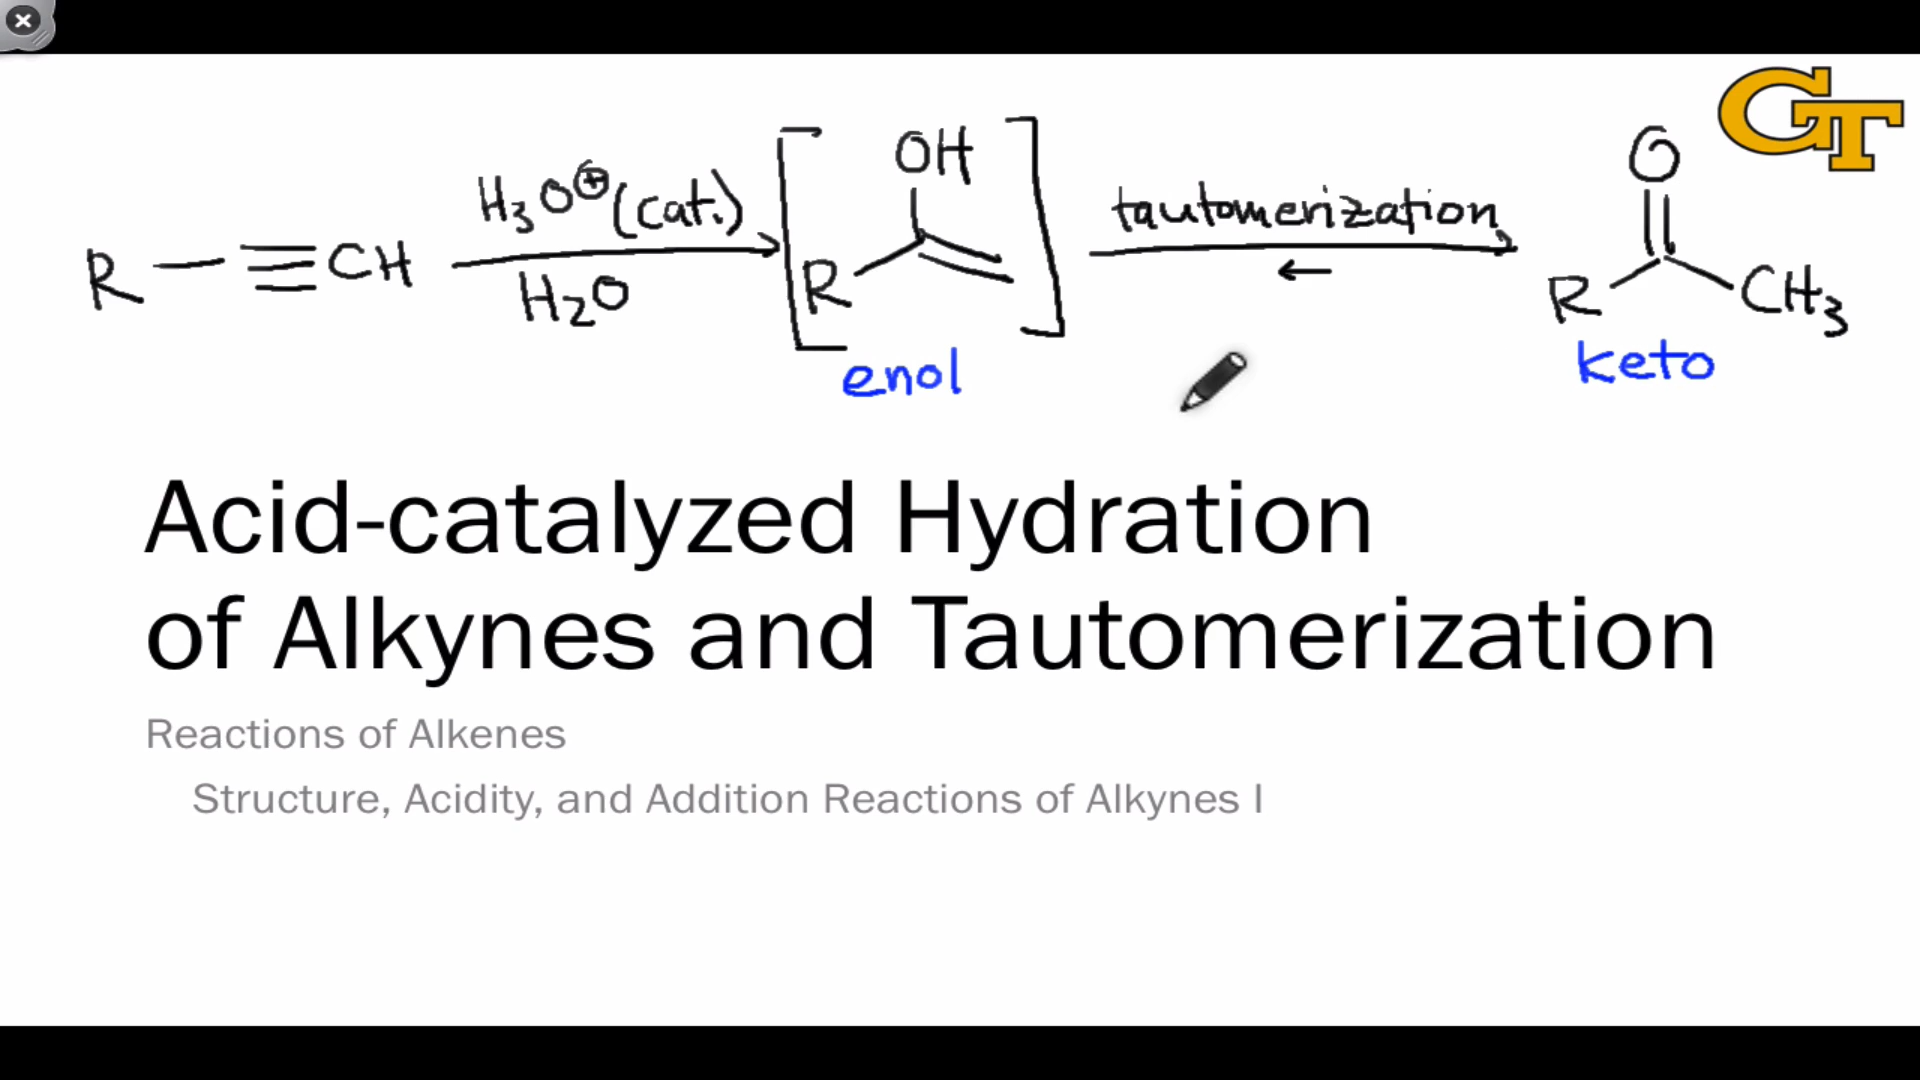 R — ≡ CH
H₃O⊕ (cat.)
H₂O
OH
R
enol
tautomerization
O
R
CH₃
keto
GT
Acid-catalyzed Hydration
of Alkynes and Tautomerization
Reactions of Alkenes
Structure, Acidity, and Addition Reactions of Alkynes I